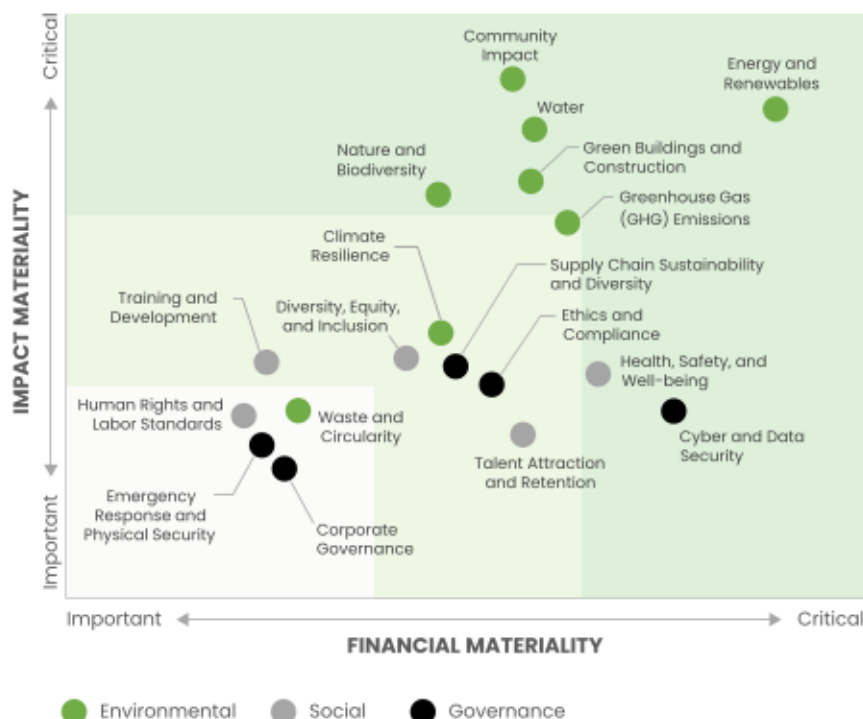 Critical
Important
IMPACT MATERIALITY
Community
Impact
Energy and
Renewables
Water
Nature and
Biodiversity
Green Buildings and
Construction
Greenhouse Gas
(GHG) Emissions
Climate
Resilience
Supply Chain Sustainability
and Diversity
Training and
Development
Diversity, Equity,
and Inclusion
Ethics and
Compliance
Health, Safety, and
Well-being
Human Rights and
Labor Standards
Waste and
Circularity
Cyber and Data
Security
Talent Attraction
and Retention
Emergency
Response and
Physical Security
Corporate
Governance
Important
Critical
FINANCIAL MATERIALITY
Environmental
Social
Governance